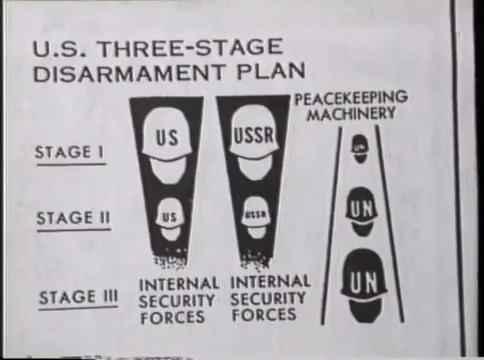 U.S. THREE-STAGE
DISARMAMENT PLAN
PEACEKEEPING
MACHINERY
STAGE I
US
USSR
UN
STAGE II
US
USSR
UN
STAGE III
INTERNAL
SECURITY
FORCES
INTERNAL
SECURITY
FORCES
UN